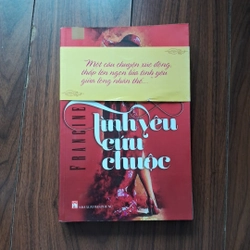 Một câu chuyện xúc động,
thắp lên ngọn lửa tình yêu
giữa lòng nhân thế...
FRANCINE
Tình yêu
cứu
chuộc